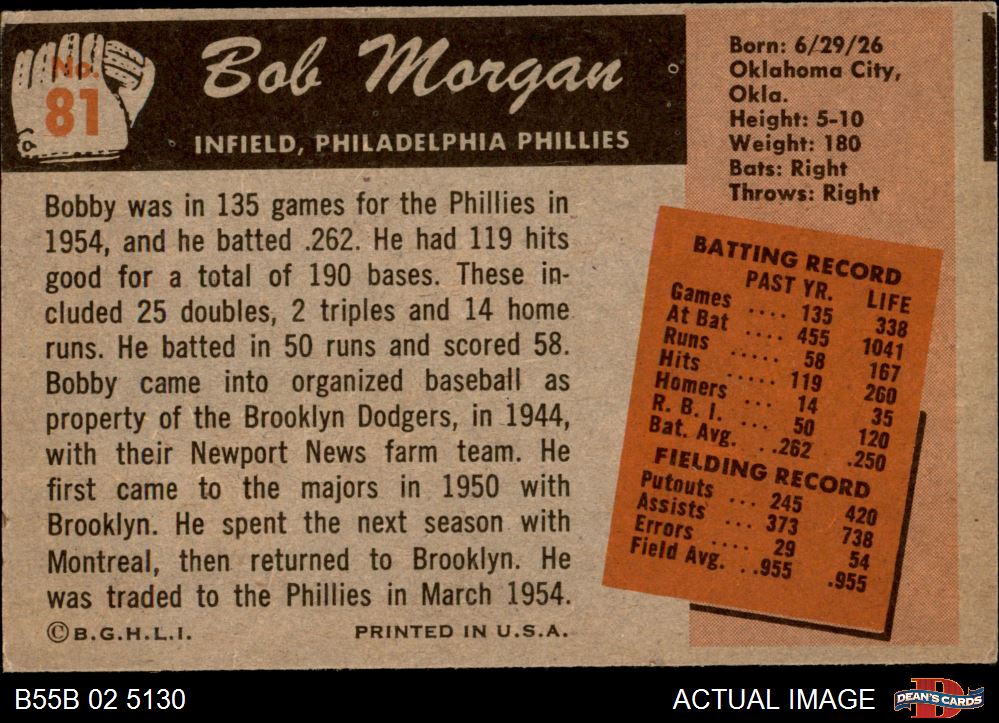 No.
81
Bob Morgan
INFIELD, PHILADELPHIA PHILLIES
Bobby was in 135 games for the Phillies in
1954, and he batted .262. He had 119 hits
good for a total of 190 bases. These in-
cluded 25 doubles, 2 triples and 14 home
runs. He batted in 50 runs and scored 58.
Bobby came into organized baseball as
property of the Brooklyn Dodgers, in 1944,
with their Newport News farm team. He
first came to the majors in 1950 with
Brooklyn. He spent the next season with
Montreal, then returned to Brooklyn. He
was traded to the Phillies in March 1954.
©B.G.H.L.I. PRINTED IN U.S.A.
Born: 6/29/26
Oklahoma City,
Okla.
Height: 5-10
Weight: 180
Bats: Right
Throws: Right
BATTING RECORD
PAST YR. LIFE
Games .... 135 338
At Bat .... 455 1041
Runs ..... 58 167
Hits ..... 119 260
Homers ... 14 35
R. B. I. ... 50 120
Bat. Avg. ..262 .250
FIELDING RECORD
Putouts ... 245 420
Assists ... 373 738
Errors .... 29 54
Field Avg. ..955 .955
B55B 02 5130
ACTUAL IMAGE
DEAN'S CARDS